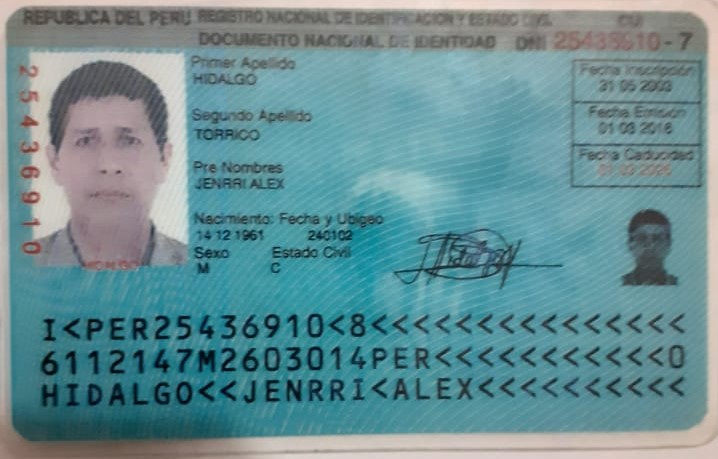 REPUBLICA DEL PERU REGISTRO NACIONAL DE IDENTIFICACION Y ESTADO CIVIL CUI
DOCUMENTO NACIONAL DE IDENTIDAD DNI 25436910 - 7
Primer Apellido
HIDALGO
Segundo Apellido
TORRICO
Pre Nombres
JENRRI ALEX
Nacimiento: Fecha y Ubigeo
14 12 1961 240102
Sexo Estado Civil
M C
Fecha Inscripción
31 05 2003
Fecha Emisión
01 03 2018
Fecha Caducidad
01 03 2026
25436910
HIDALGO
I<PER25436910<8<<<<<<<<<<<<<<<
6112147M2603014PER<<<<<<<<<<<0
HIDALGO<<JENRRI<ALEX<<<<<<<<<<